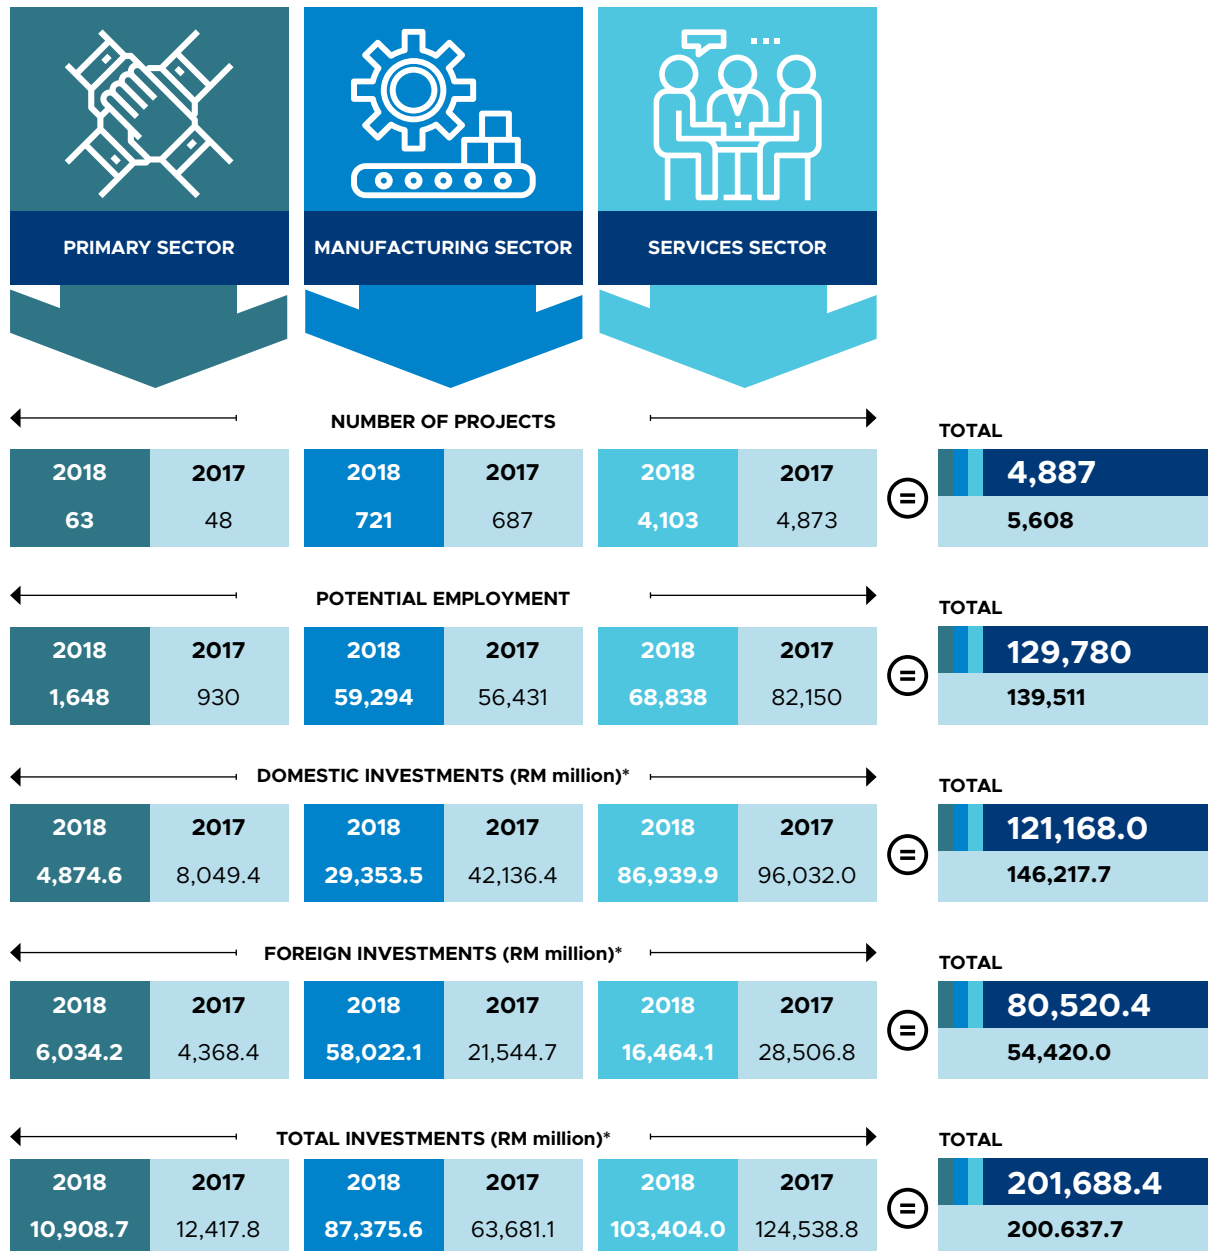 PRIMARY SECTOR
MANUFACTURING SECTOR
SERVICES SECTOR
NUMBER OF PROJECTS
TOTAL
2018 2017 2018 2017 2018 2017
63 48 721 687 4,103 4,873
=
4,887
5,608
POTENTIAL EMPLOYMENT
TOTAL
2018 2017 2018 2017 2018 2017
1,648 930 59,294 56,431 68,838 82,150
=
129,780
139,511
DOMESTIC INVESTMENTS (RM million)*
TOTAL
2018 2017 2018 2017 2018 2017
4,874.6 8,049.4 29,353.5 42,136.4 86,939.9 96,032.0
=
121,168.0
146,217.7
FOREIGN INVESTMENTS (RM million)*
TOTAL
2018 2017 2018 2017 2018 2017
6,034.2 4,368.4 58,022.1 21,544.7 16,464.1 28,506.8
=
80,520.4
54,420.0
TOTAL INVESTMENTS (RM million)*
TOTAL
2018 2017 2018 2017 2018 2017
10,908.7 12,417.8 87,375.6 63,681.1 103,404.0 124,538.8
=
201,688.4
200.637.7